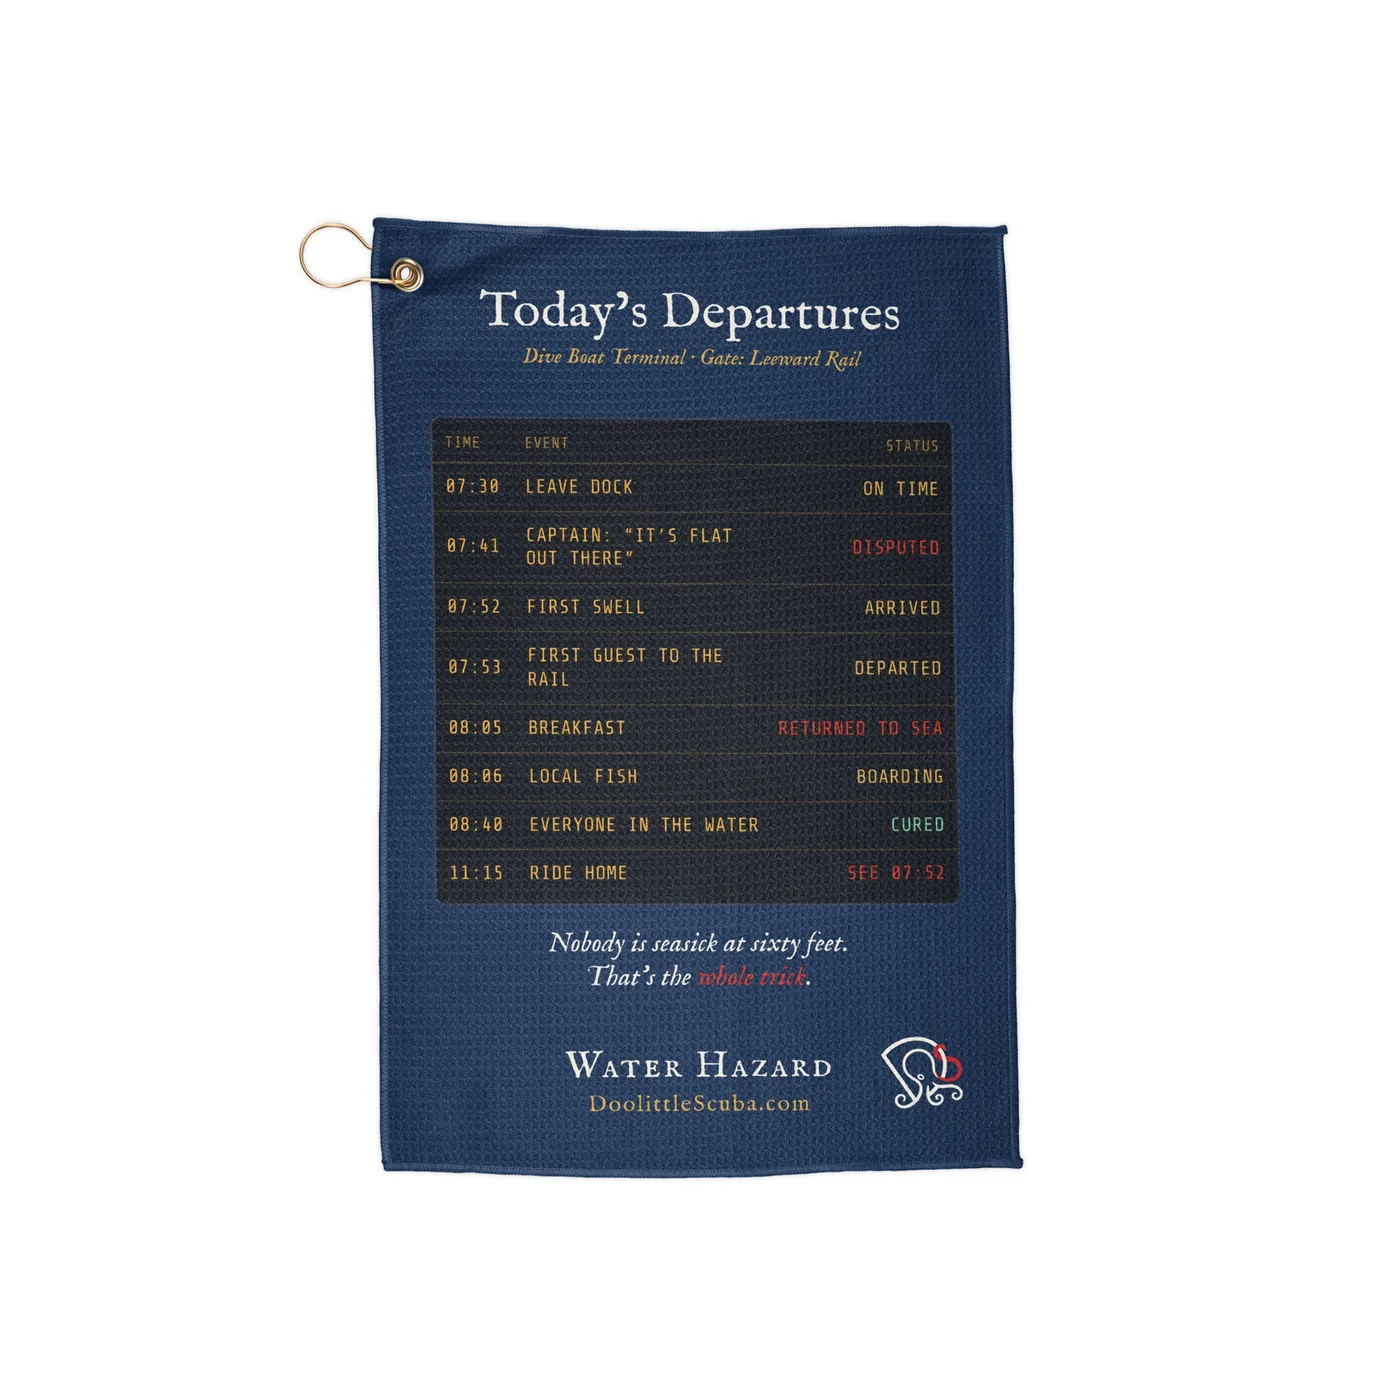 Today's Departures
Dive Boat Terminal · Gate: Leeward Rail
TIME EVENT STATUS
07:30 LEAVE DOCK ON TIME
07:41 CAPTAIN: “IT'S FLAT OUT THERE” DISPUTED
07:52 FIRST SWELL ARRIVED
07:53 FIRST GUEST TO THE RAIL DEPARTED
08:05 BREAKFAST RETURNED TO SEA
08:06 LOCAL FISH BOARDING
08:40 EVERYONE IN THE WATER CURED
11:15 RIDE HOME SEE 07:52
Nobody is seasick at sixty feet.
That's the whole trick.
WATER HAZARD
DoolittleScuba.com